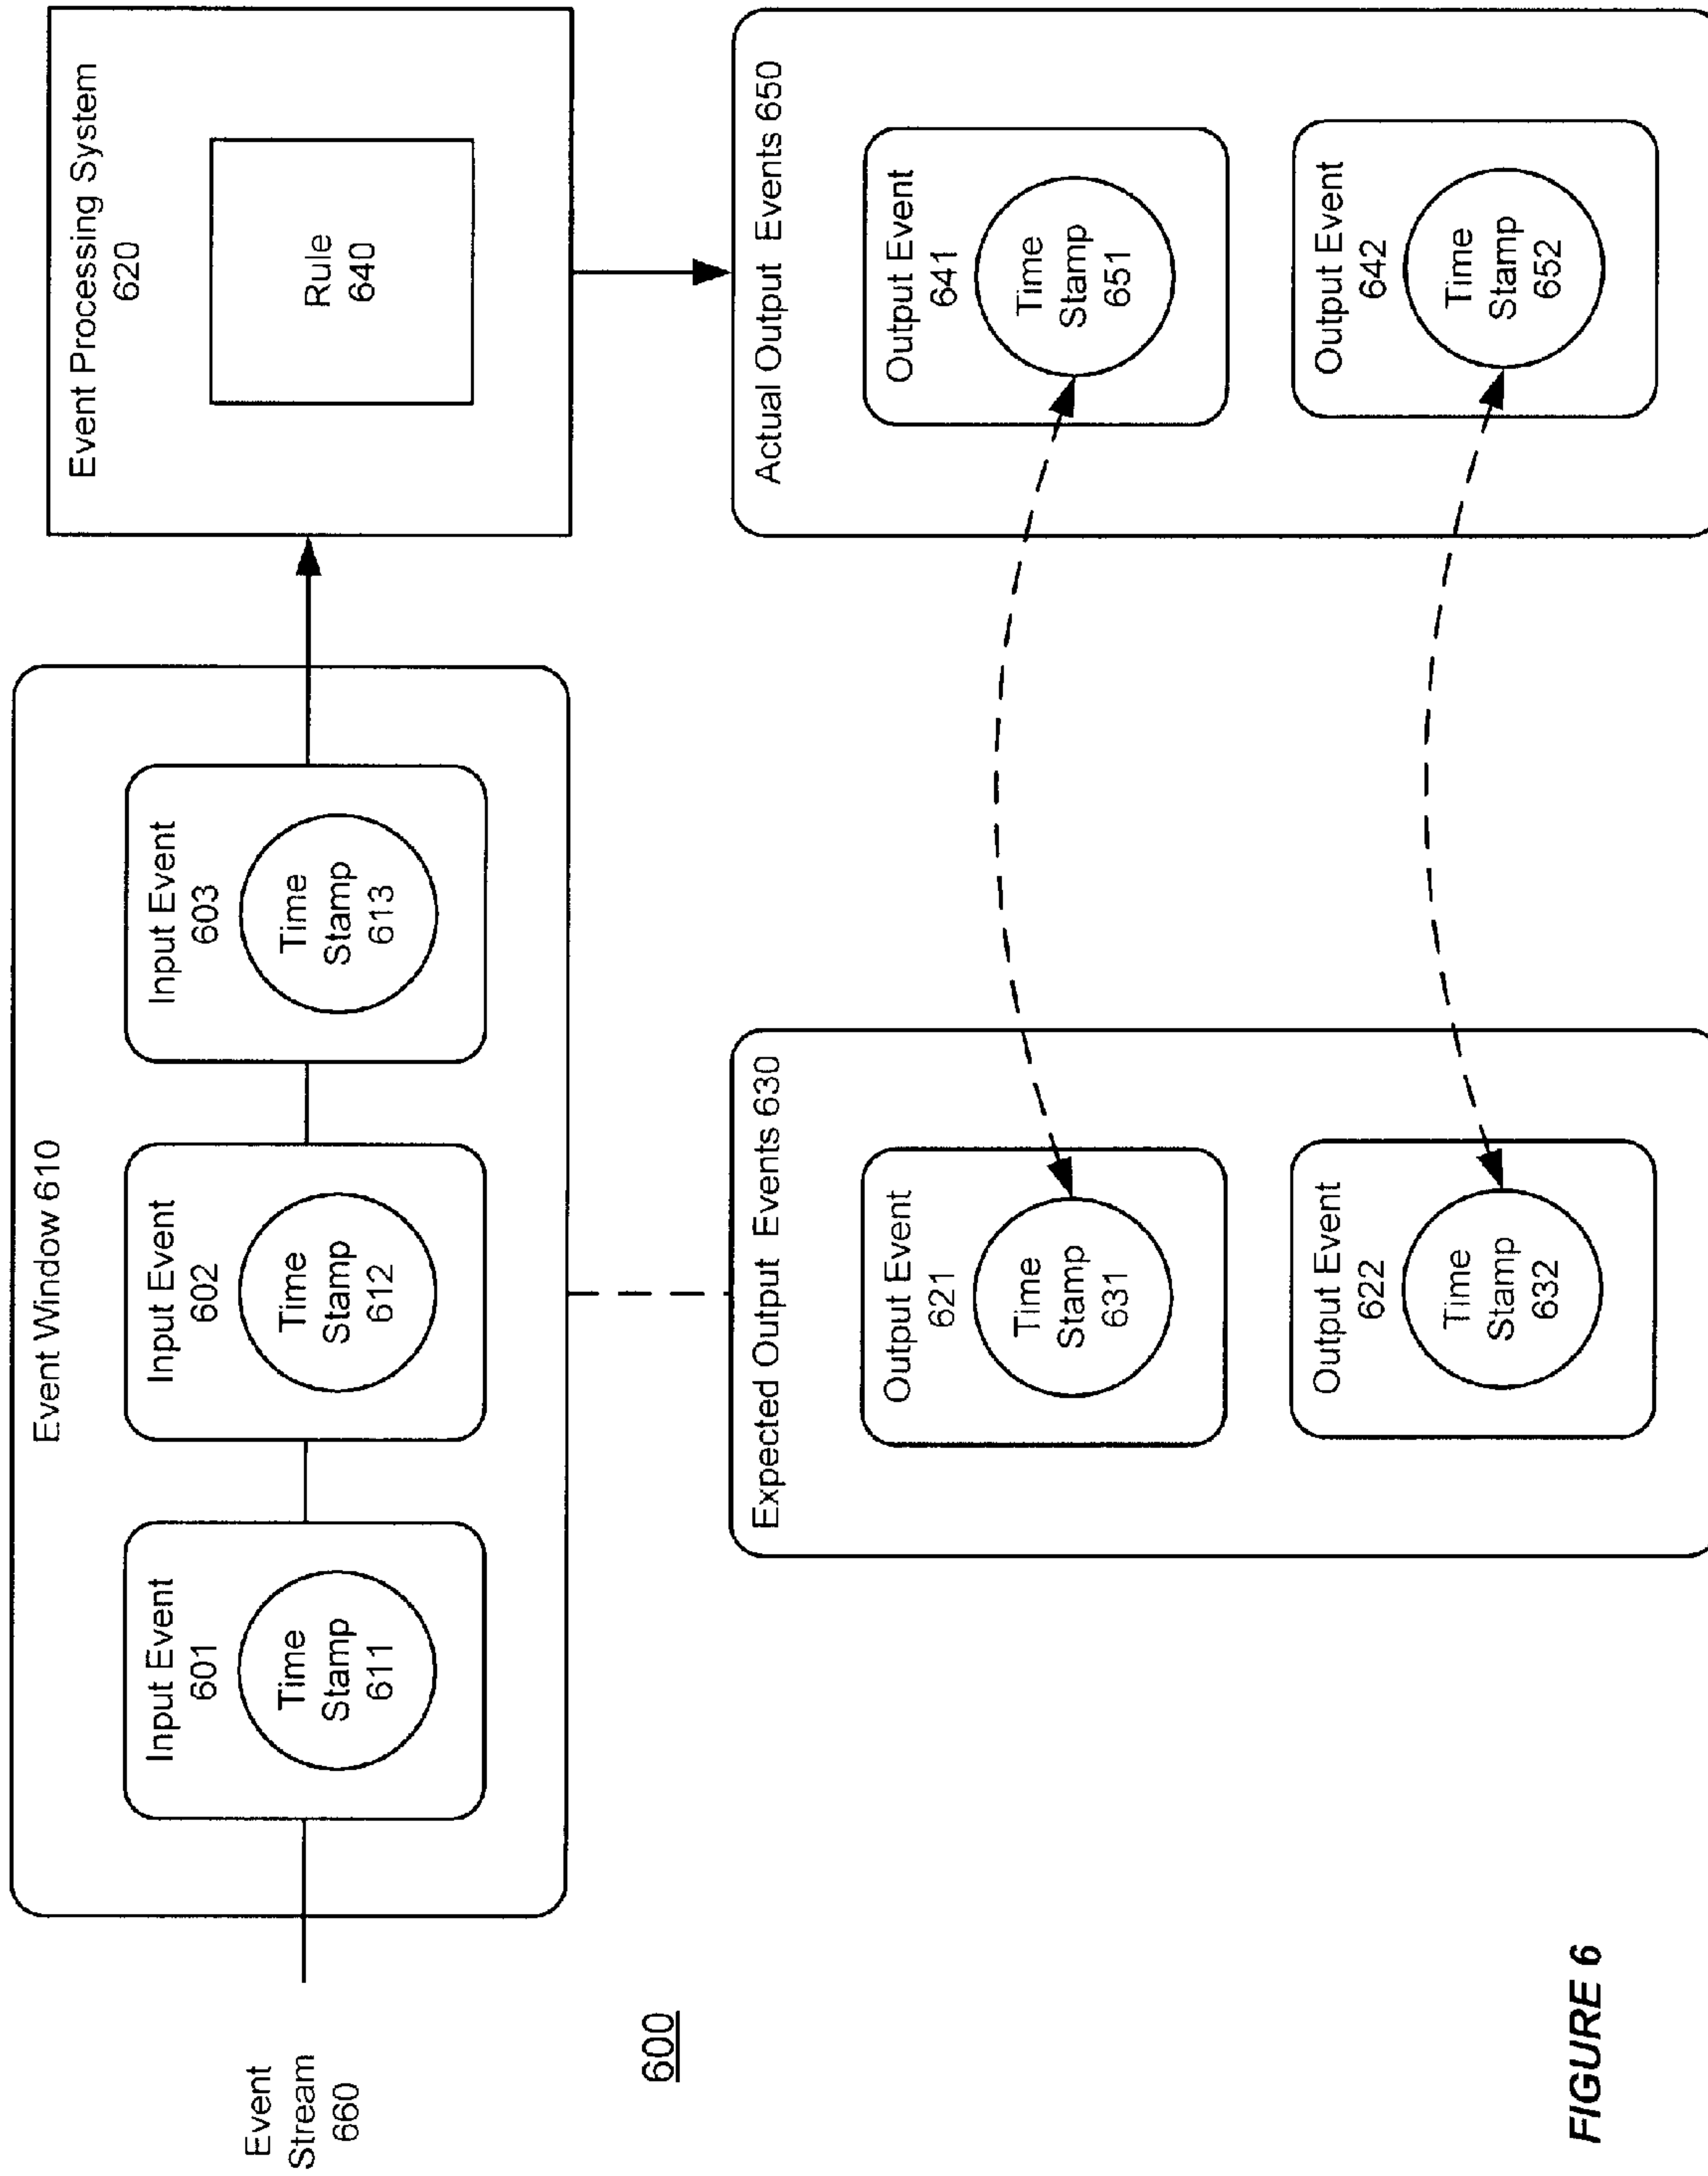 Event
Stream
660
Event Window 610
Input Event
601
Time
Stamp
611
Input Event
602
Time
Stamp
612
Input Event
603
Time
Stamp
613
Event Processing System
620
Rule
640
600
Expected Output Events 630
Output Event
621
Time
Stamp
631
Output Event
622
Time
Stamp
632
Actual Output Events 650
Output Event
641
Time
Stamp
651
Output Event
642
Time
Stamp
652
FIGURE 6